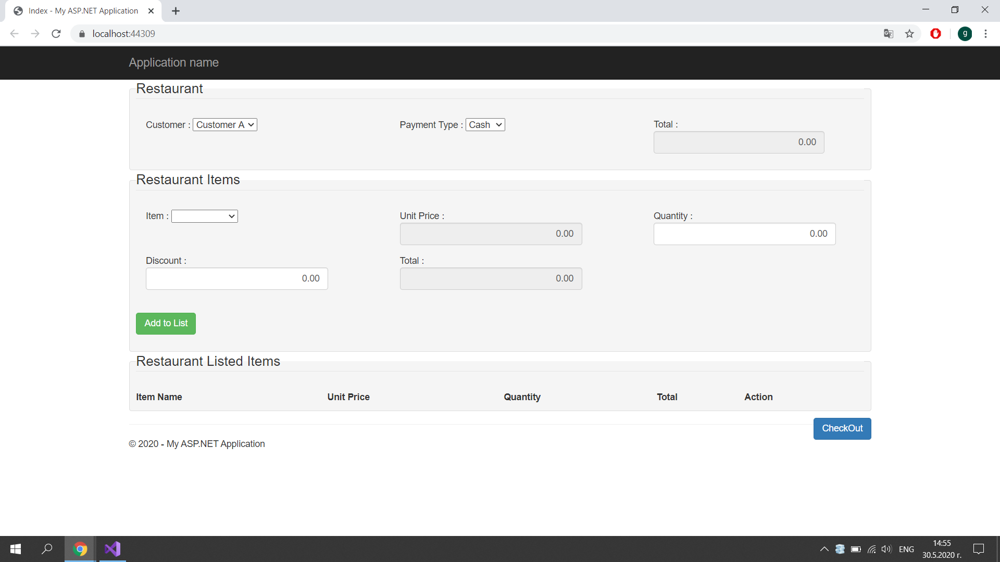 Index - My ASP.NET Application
localhost:44309
g
Application name
Restaurant
Customer : Customer A
Payment Type : Cash
Total :
0.00
Restaurant Items
Item :
Unit Price :
Quantity :
0.00
0.00
Discount :
Total :
0.00
0.00
Add to List
Restaurant Listed Items
Item Name Unit Price Quantity Total Action
CheckOut
© 2020 - My ASP.NET Application
ENG
14:55
30.5.2020 г.